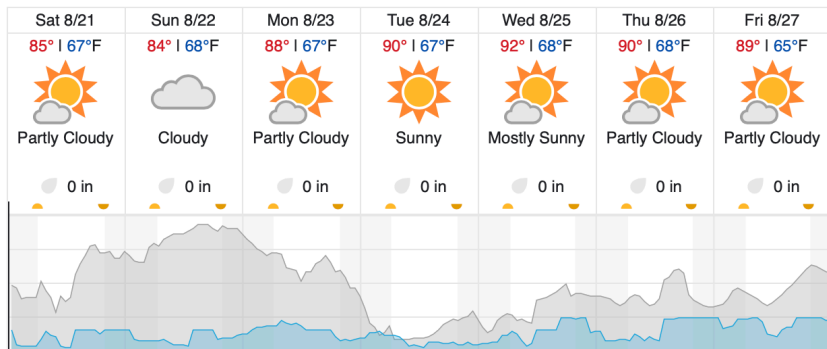 Sat 8/21 Sun 8/22 Mon 8/23 Tue 8/24 Wed 8/25 Thu 8/26 Fri 8/27
85° | 67°F 84° | 68°F 88° | 67°F 90° | 67°F 92° | 68°F 90° | 68°F 89° | 65°F
Partly Cloudy Cloudy Partly Cloudy Sunny Mostly Sunny Partly Cloudy Partly Cloudy
0 in 0 in 0 in 0 in 0 in 0 in 0 in